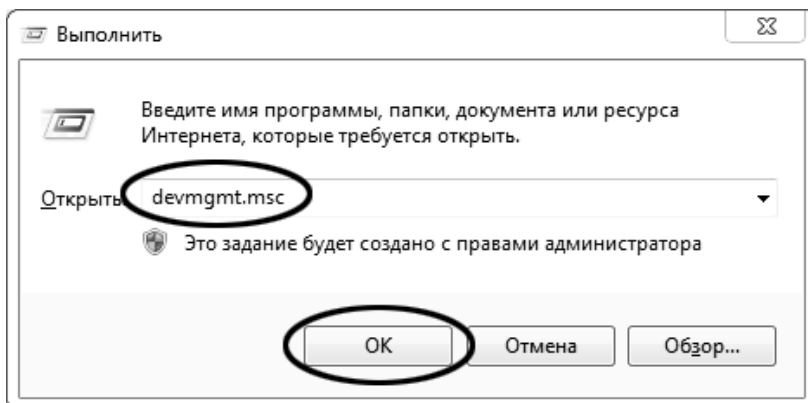 Выполнить
Введите имя программы, папки, документа или ресурса
Интернета, которые требуется открыть.
Открыть devmgmt.msc
Это задание будет создано с правами администратора
ОК Отмена Обзор...